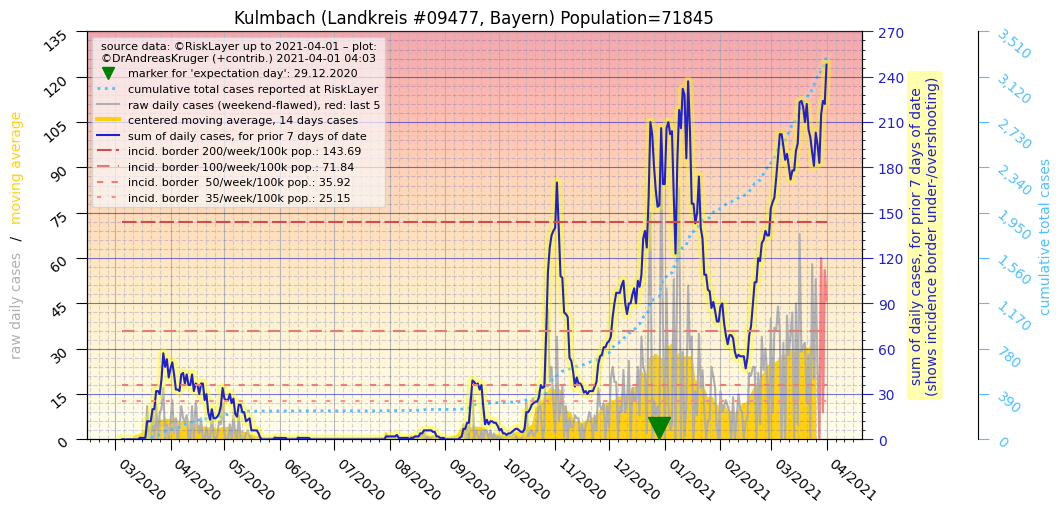 Kulmbach (Landkreis #09477, Bayern) Population=71845
source data: ©RiskLayer up to 2021-04-01 – plot:
©DrAndreasKruger (+contrib.) 2021-04-01 04:03
marker for 'expectation day': 29.12.2020
cumulative total cases reported at RiskLayer
raw daily cases (weekend-flawed), red: last 5
centered moving average, 14 days cases
sum of daily cases, for prior 7 days of date
incid. border 200/week/100k pop.: 143.69
incid. border 100/week/100k pop.: 71.84
incid. border  50/week/100k pop.: 35.92
incid. border  35/week/100k pop.: 25.15
raw daily cases / moving average
135
120
105
90
75
60
45
30
15
0
03/2020
04/2020
05/2020
06/2020
07/2020
08/2020
09/2020
10/2020
11/2020
12/2020
01/2021
02/2021
03/2021
04/2021
270
240
210
180
150
120
90
60
30
0
sum of daily cases, for prior 7 days of date
(shows incidence border under-/overshooting)
3,510
3,120
2,730
2,340
1,950
1,560
1,170
780
390
0
cumulative total cases